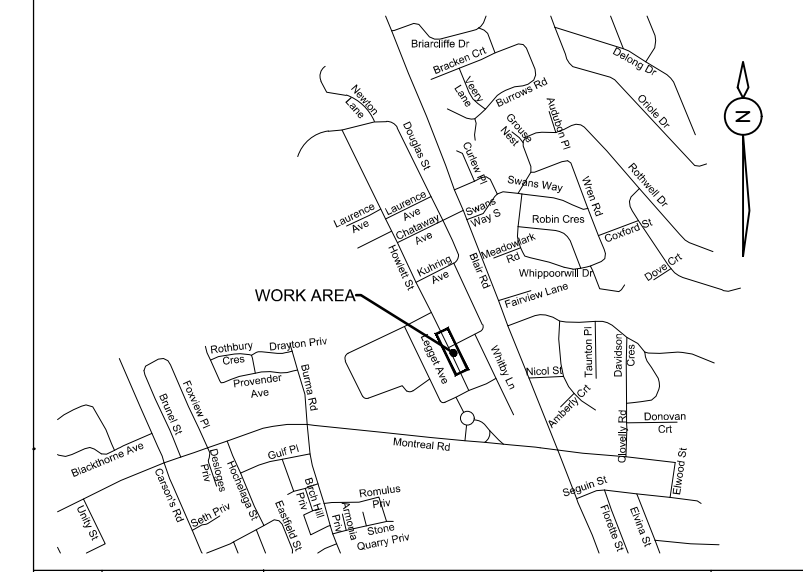 Briarcliffe Dr
Bracken Crt
Delong Dr
Newton
Lane
Veery
Lane
Burrows Rd
Oriole Dr
Audubon Pl
Grouse
Nest
N
Douglas St
Curlew Pl
Swans Way
Wren Rd
Rothwell Dr
Laurence
Ave
Laurence
Ave
Swans
Way S
Robin Cres
Chataway
Ave
Coxford St
Howlett St
Meadowlark
Rd
Kuhring
Ave
Blair Rd
Whippoorwill Dr
Dove Crt
WORK AREA
Fairview Lane
Rothbury
Cres
Drayton Priv
Legget Ave
Whitby Ln
Taunton Pl
Davidson
Cres
Provender
Ave
Burma Rd
Nicol St
Brunel St
Foxview Pl
Amberly Crt
Clovelly Rd
Donovan
Crt
Blackthorne Ave
Montreal Rd
Gulf Pl
Carson's Rd
Desloges
Priv
Hochelaga St
Elwood St
Seguin St
Birch Hill
Priv
Romulus
Priv
Unity St
Seth Priv
Eastfield St
Armonia
Priv
Stone
Quarry Priv
Florette St
Elvina St